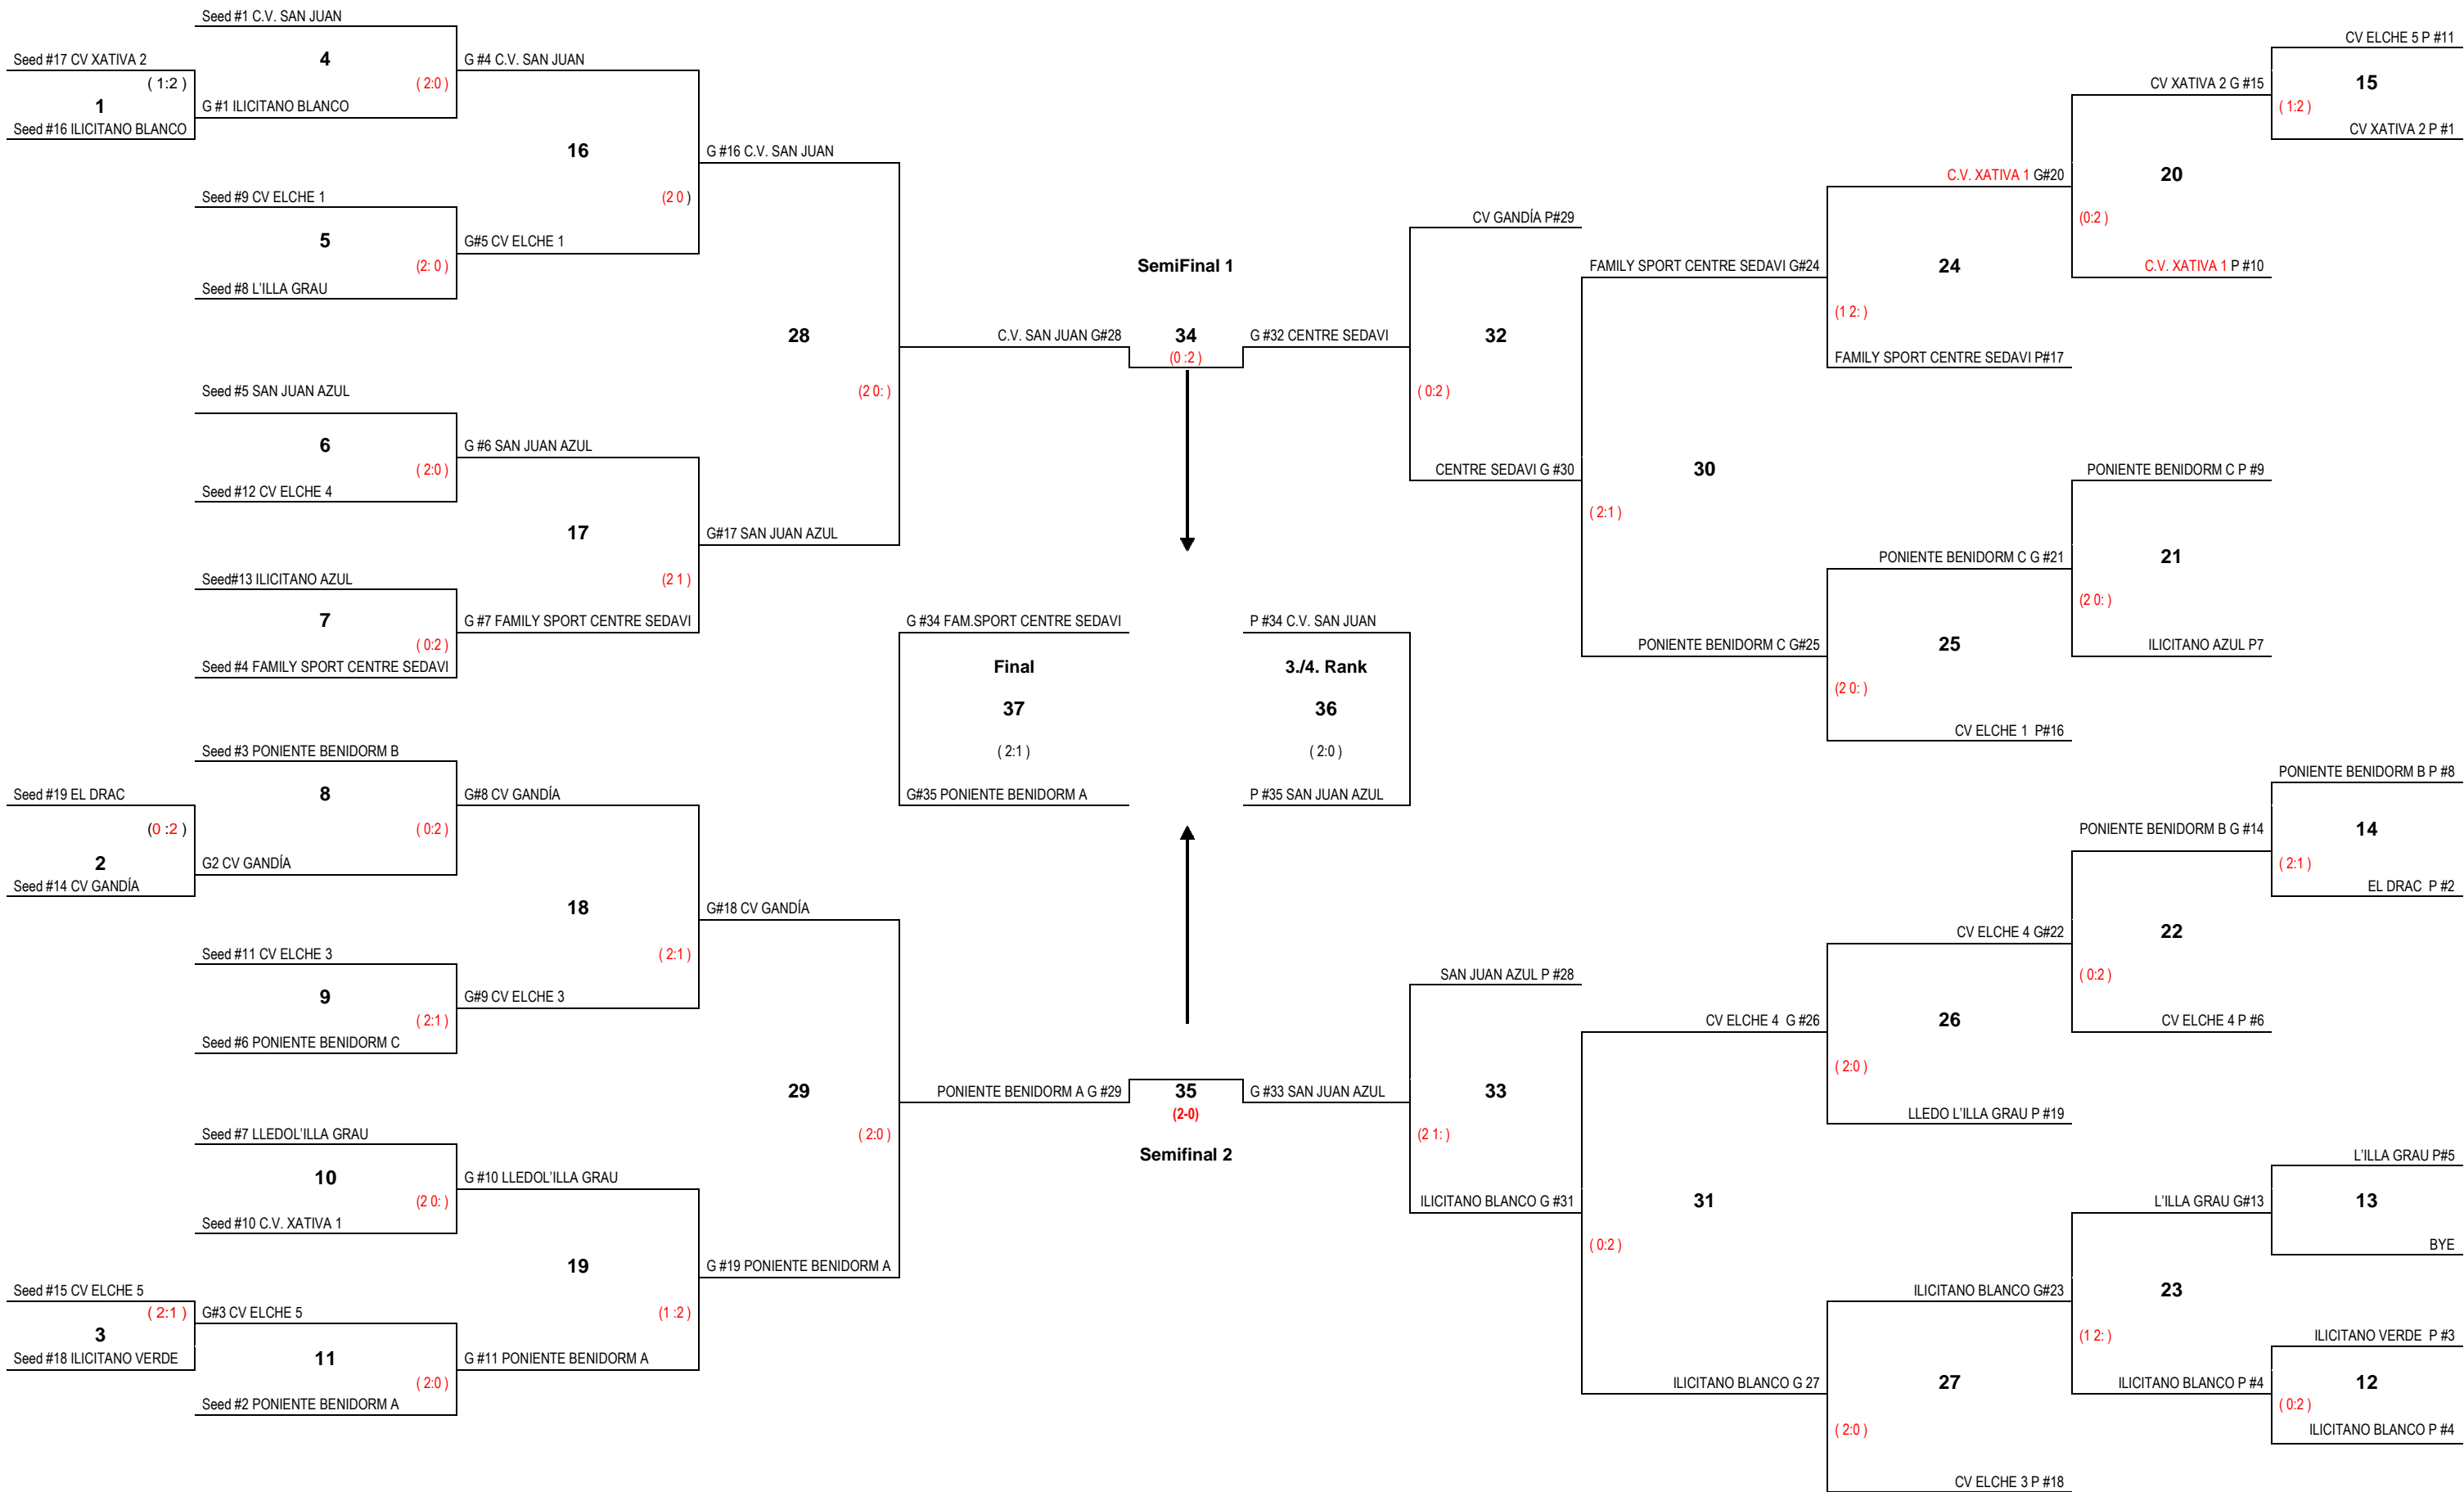 Seed #1 C.V. SAN JUAN
4
Seed #17 CV XATIVA 2
( 1:2 )
1
Seed #16 ILICITANO BLANCO
G #1 ILICITANO BLANCO
( 2:0 )
G #4 C.V. SAN JUAN
16
(2 0 )
Seed #9 CV ELCHE 1
5
(2: 0 )
Seed #8 L'ILLA GRAU
G#5 CV ELCHE 1
G #16 C.V. SAN JUAN
28
(2 0: )
Seed #5 SAN JUAN AZUL
6
( 2:0 )
Seed #12 CV ELCHE 4
G #6 SAN JUAN AZUL
17
(2 1 )
G#17 SAN JUAN AZUL
Seed#13 ILICITANO AZUL
7
( 0:2 )
Seed #4 FAMILY SPORT CENTRE SEDAVI
G #7 FAMILY SPORT CENTRE SEDAVI
Seed #3 PONIENTE BENIDORM B
8
( 0:2 )
Seed #19 EL DRAC
(0 :2 )
2
Seed #14 CV GANDÍA
G2 CV GANDÍA
G#8 CV GANDÍA
18
( 2:1 )
G#18 CV GANDÍA
Seed #11 CV ELCHE 3
9
( 2:1 )
Seed #6 PONIENTE BENIDORM C
G#9 CV ELCHE 3
29
( 2:0 )
Seed #7 LLEDOL'ILLA GRAU
10
(2 0: )
Seed #10 C.V. XATIVA 1
G #10 LLEDOL'ILLA GRAU
19
(1 :2 )
G #19 PONIENTE BENIDORM A
Seed #15 CV ELCHE 5
( 2:1 )
3
Seed #18 ILICITANO VERDE
G#3 CV ELCHE 5
11
( 2:0 )
Seed #2 PONIENTE BENIDORM A
G #11 PONIENTE BENIDORM A
SemiFinal 1
C.V. SAN JUAN G#28
34
(0 :2 )
G #32 CENTRE SEDAVI
G #34 FAM.SPORT CENTRE SEDAVI
Final
37
( 2:1 )
G#35 PONIENTE BENIDORM A
P #34 C.V. SAN JUAN
3./4. Rank
36
( 2:0 )
P #35 SAN JUAN AZUL
PONIENTE BENIDORM A G #29
35
(2-0)
G #33 SAN JUAN AZUL
Semifinal 2
CV GANDÍA P#29
32
( 0:2 )
CENTRE SEDAVI G #30
FAMILY SPORT CENTRE SEDAVI G#24
30
( 2:1 )
PONIENTE BENIDORM C G#25
C.V. XATIVA 1 G#20
24
(1 2: )
FAMILY SPORT CENTRE SEDAVI P#17
CV XATIVA 2 G #15
20
(0:2 )
C.V. XATIVA 1 P #10
CV ELCHE 5 P #11
15
( 1:2 )
CV XATIVA 2 P #1
PONIENTE BENIDORM C P #9
21
(2 0: )
ILICITANO AZUL P7
PONIENTE BENIDORM C G #21
25
(2 0: )
CV ELCHE 1 P#16
SAN JUAN AZUL P #28
33
(2 1: )
ILICITANO BLANCO G #31
CV ELCHE 4 G #26
31
( 0:2 )
ILICITANO BLANCO G 27
CV ELCHE 4 G#22
26
( 2:0 )
LLEDO L'ILLA GRAU P #19
PONIENTE BENIDORM B G #14
22
( 0:2 )
CV ELCHE 4 P #6
PONIENTE BENIDORM B P #8
14
( 2:1 )
EL DRAC P #2
L'ILLA GRAU P#5
13
BYE
L'ILLA GRAU G#13
23
(1 2: )
ILICITANO BLANCO P #4
ILICITANO VERDE P #3
12
( 0:2 )
ILICITANO BLANCO P #4
ILICITANO BLANCO G#23
27
( 2:0 )
CV ELCHE 3 P #18